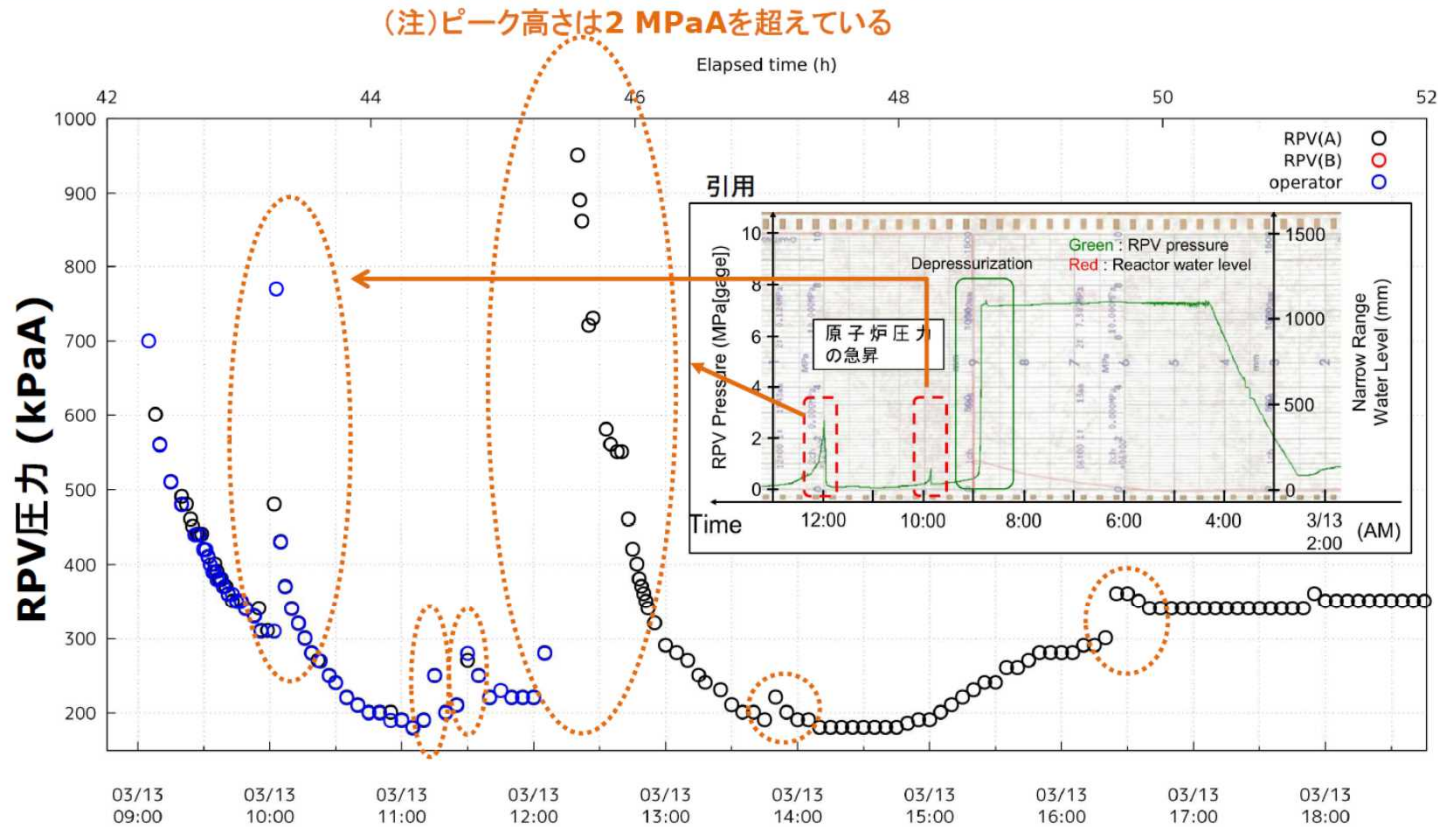 (注)ピーク高さは2 MPaAを超えている
Elapsed time (h)
42 44 46 48 50 52
1000
900
800
700
600
500
400
300
200
RPV圧力 (kPaA)
RPV(A)
RPV(B)
operator
引用
10
8
6
4
2
0
RPV Pressure (MPa[gage])
Green : RPV pressure
Red : Reactor water level
Depressurization
原子炉圧力
の急昇
1500
1000
500
0
Narrow Range
Water Level (mm)
Time
12:00 10:00 8:00 6:00 4:00 3/13
2:00
(AM)
03/13 03/13 03/13 03/13 03/13 03/13 03/13 03/13 03/13 03/13
09:00 10:00 11:00 12:00 13:00 14:00 15:00 16:00 17:00 18:00